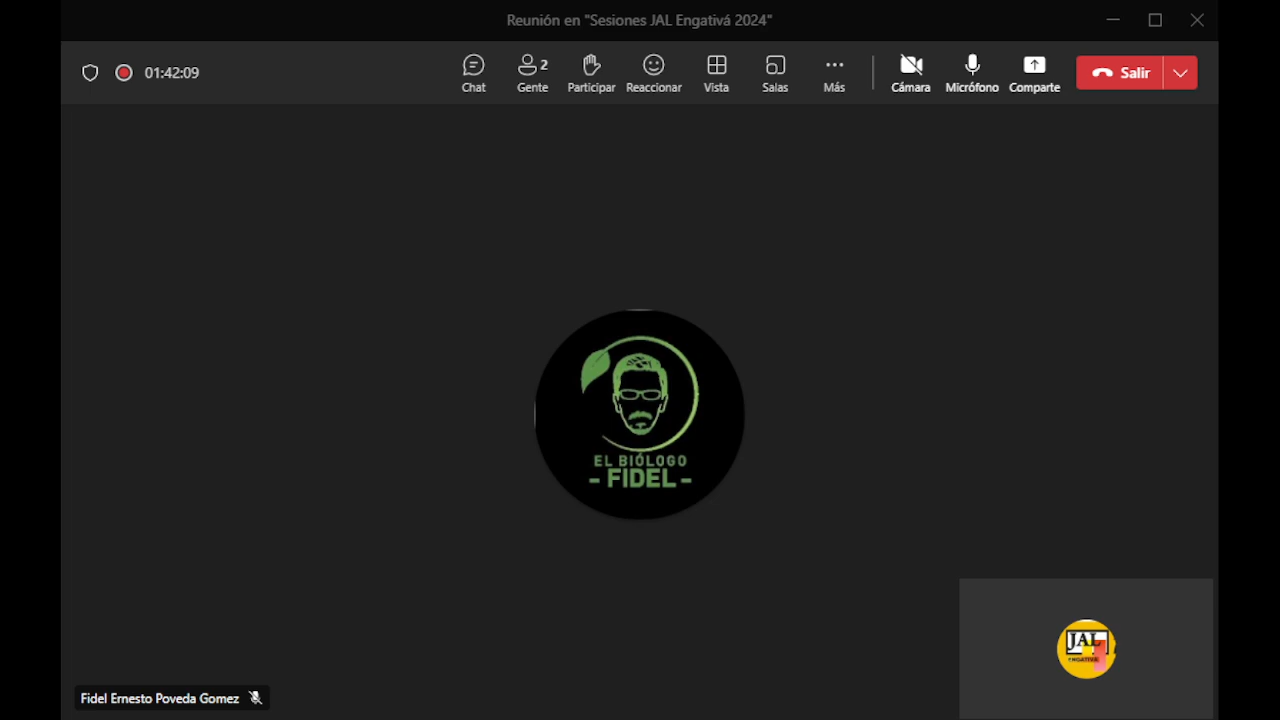 Reunión en "Sesiones JAL Engativá 2024"
01:42:09
Chat
2
Gente
Participar
Reaccionar
Vista
Salas
Más
Cámara
Micrófono
Comparte
Salir
EL BIÓLOGO
- FIDEL -
JAL
ENGATIVÁ
Fidel Ernesto Poveda Gomez